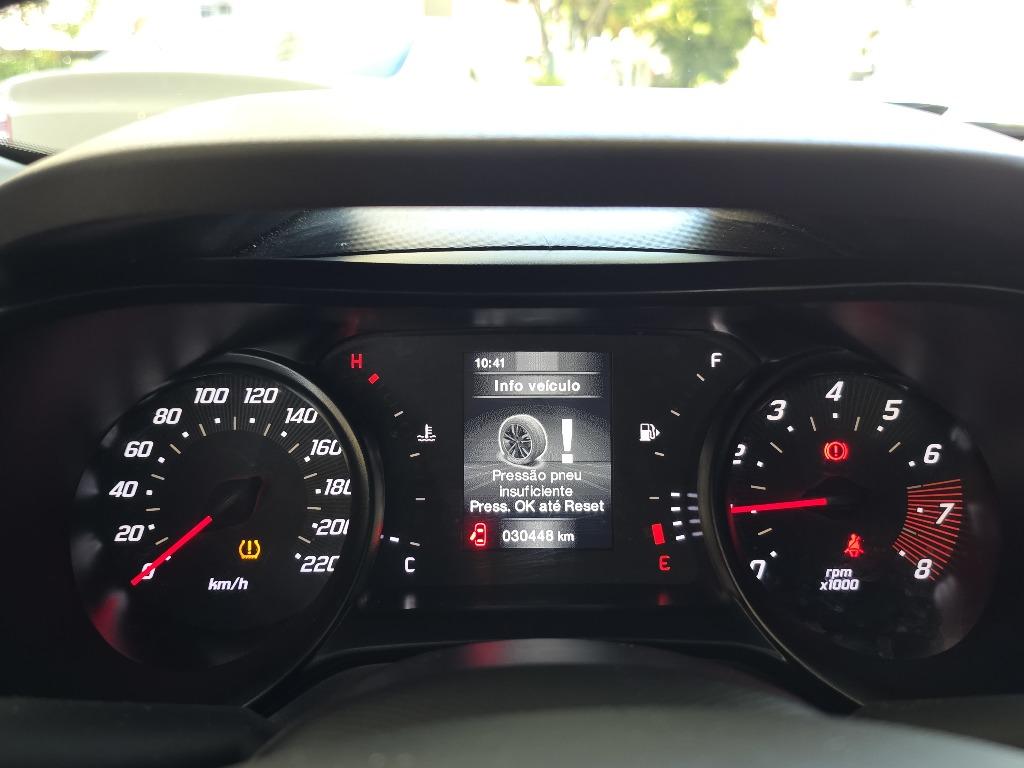 10:41
Info veículo
Pressão pneu
insuficiente
Press. OK até Reset
030448 km
0
20
40
60
80
100
120
140
160
180
200
220
km/h
H
C
F
E
2
3
4
5
6
7
8
rpm
x1000